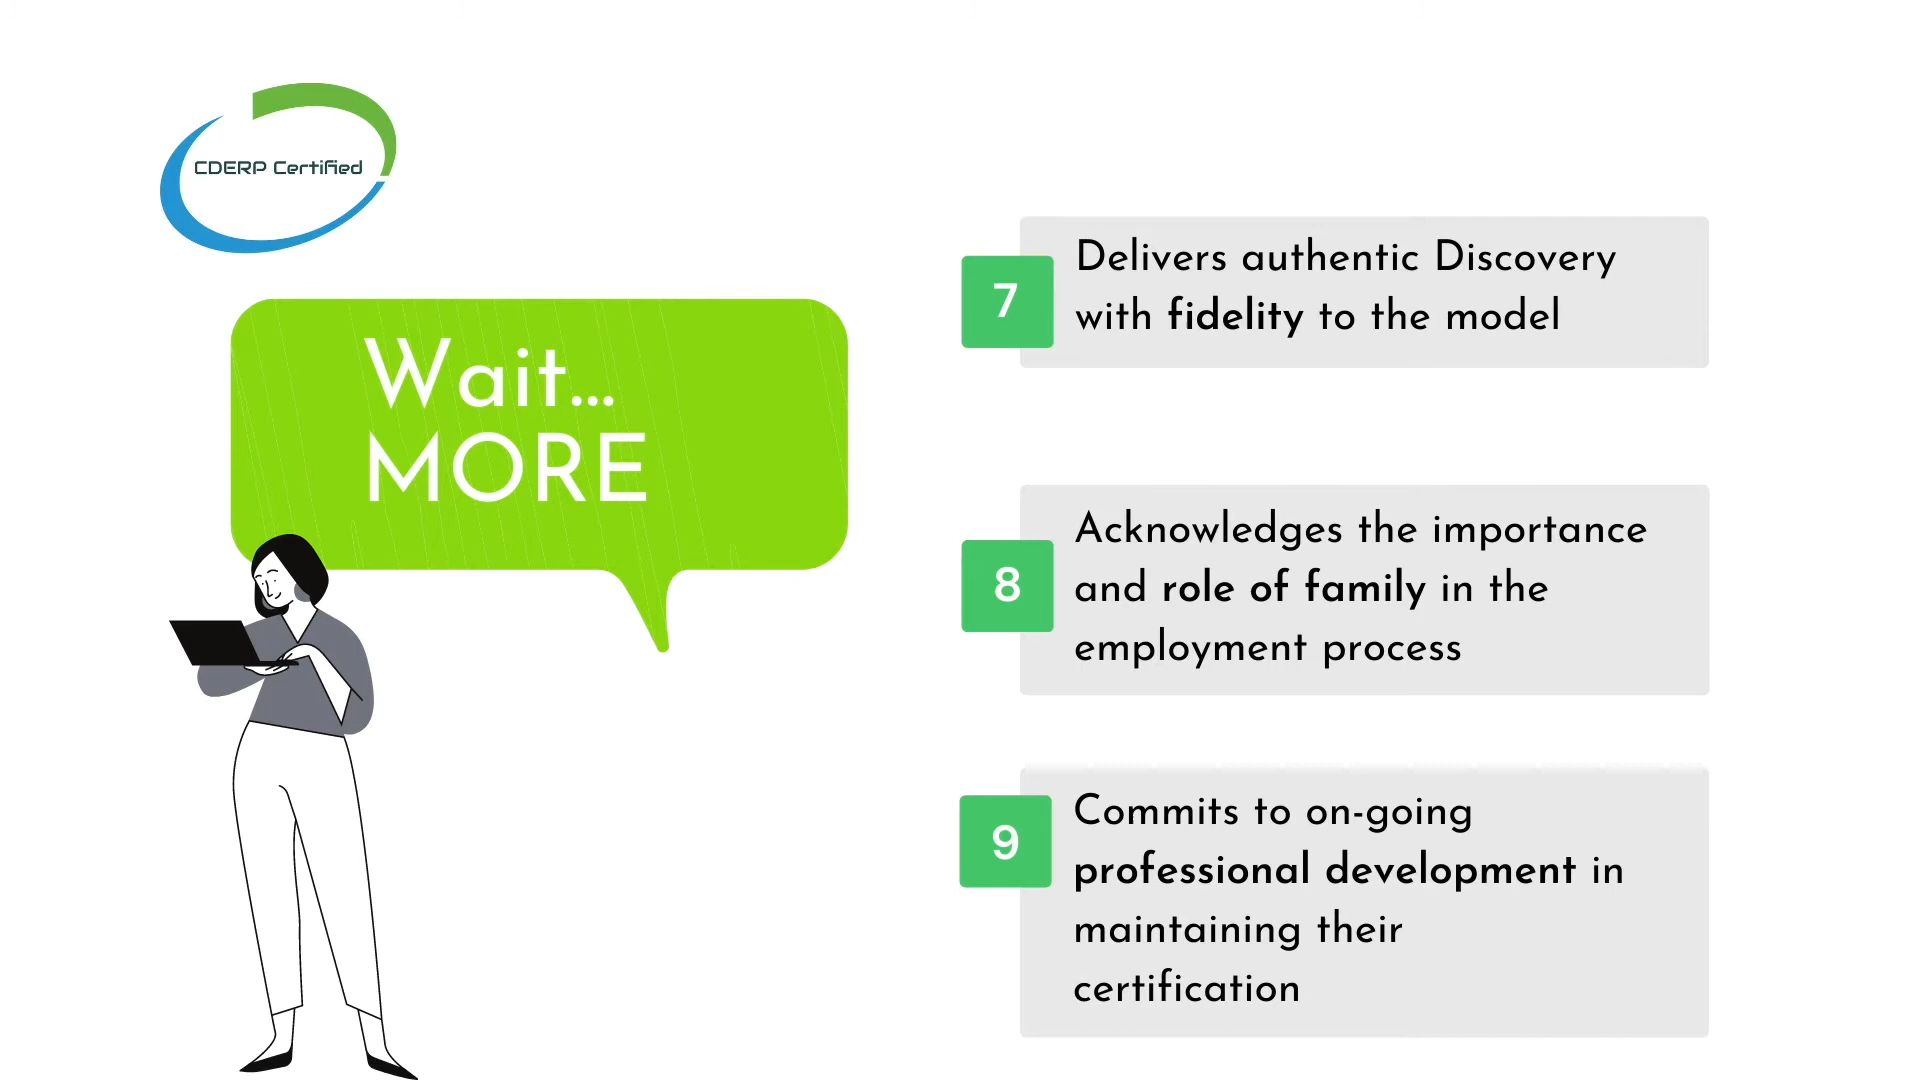 CDERP Certified
Wait...
MORE
7
Delivers authentic Discovery
with fidelity to the model
8
Acknowledges the importance
and role of family in the
employment process
9
Commits to on-going
professional development in
maintaining their
certification